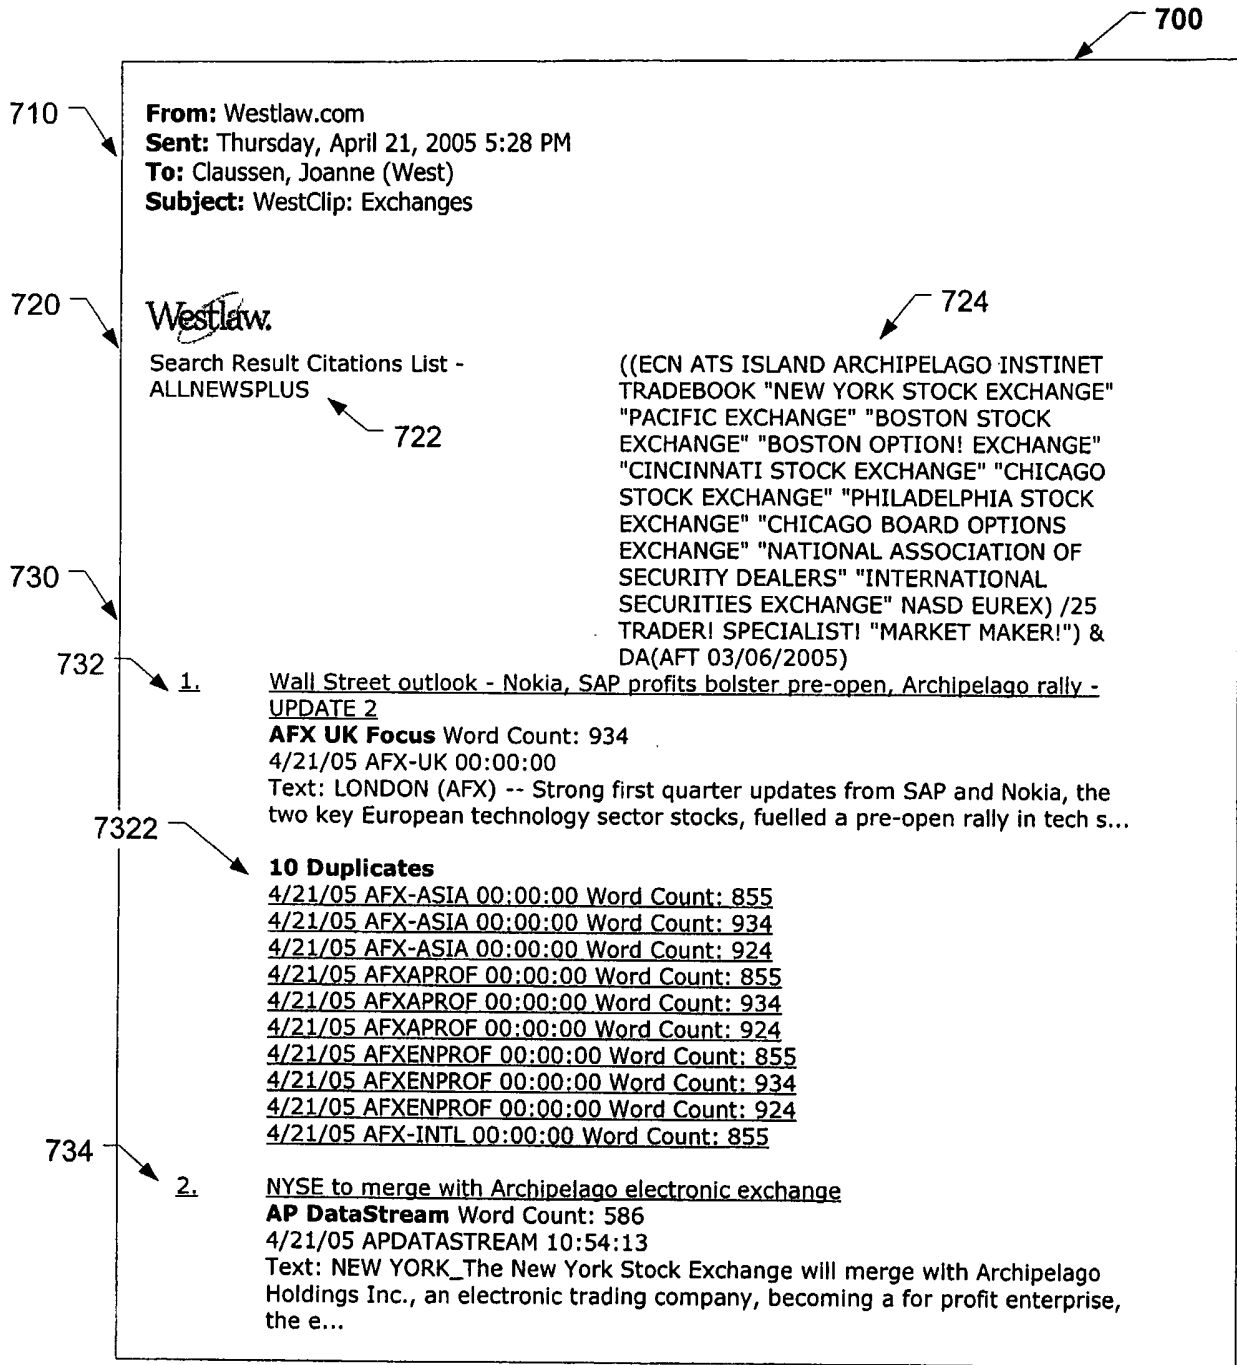 700
710
From: Westlaw.com
Sent: Thursday, April 21, 2005 5:28 PM
To: Claussen, Joanne (West)
Subject: WestClip: Exchanges
720
Westlaw.
724
Search Result Citations List -
ALLNEWSPLUS
722
((ECN ATS ISLAND ARCHIPELAGO INSTINET
TRADEBOOK "NEW YORK STOCK EXCHANGE"
"PACIFIC EXCHANGE" "BOSTON STOCK
EXCHANGE" "BOSTON OPTION! EXCHANGE"
"CINCINNATI STOCK EXCHANGE" "CHICAGO
STOCK EXCHANGE" "PHILADELPHIA STOCK
EXCHANGE" "CHICAGO BOARD OPTIONS
EXCHANGE" "NATIONAL ASSOCIATION OF
SECURITY DEALERS" "INTERNATIONAL
SECURITIES EXCHANGE" NASD EUREX) /25
TRADER! SPECIALIST! "MARKET MAKER!") &
DA(AFT 03/06/2005)
730
732
1. Wall Street outlook - Nokia, SAP profits bolster pre-open, Archipelago rally -
UPDATE 2
AFX UK Focus Word Count: 934
4/21/05 AFX-UK 00:00:00
Text: LONDON (AFX) -- Strong first quarter updates from SAP and Nokia, the
two key European technology sector stocks, fuelled a pre-open rally in tech s...
7322
10 Duplicates
4/21/05 AFX-ASIA 00:00:00 Word Count: 855
4/21/05 AFX-ASIA 00:00:00 Word Count: 934
4/21/05 AFX-ASIA 00:00:00 Word Count: 924
4/21/05 AFXAPROF 00:00:00 Word Count: 855
4/21/05 AFXAPROF 00:00:00 Word Count: 934
4/21/05 AFXAPROF 00:00:00 Word Count: 924
4/21/05 AFXENPROF 00:00:00 Word Count: 855
4/21/05 AFXENPROF 00:00:00 Word Count: 934
4/21/05 AFXENPROF 00:00:00 Word Count: 924
4/21/05 AFX-INTL 00:00:00 Word Count: 855
734
2. NYSE to merge with Archipelago electronic exchange
AP DataStream Word Count: 586
4/21/05 APDATASTREAM 10:54:13
Text: NEW YORK_The New York Stock Exchange will merge with Archipelago
Holdings Inc., an electronic trading company, becoming a for profit enterprise,
the e...